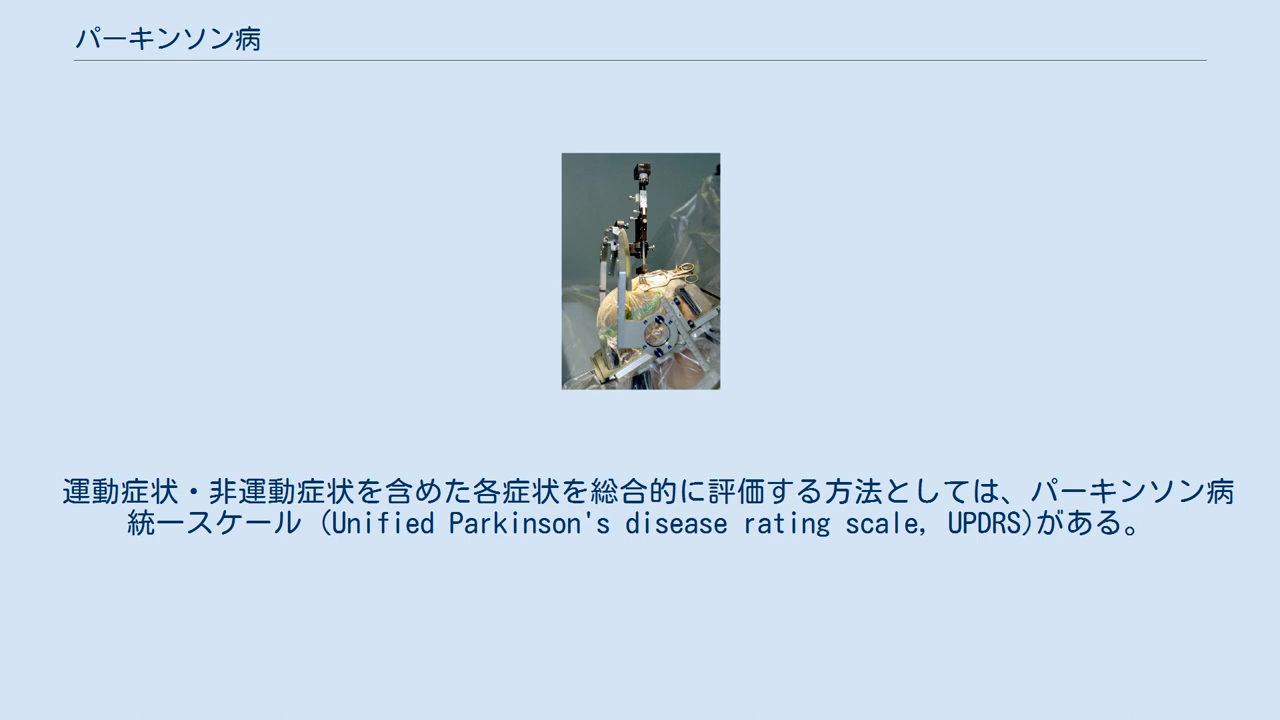 パーキンソン病
運動症状・非運動症状を含めた各症状を総合的に評価する方法としては、パーキンソン病
統一スケール (Unified Parkinson's disease rating scale, UPDRS)がある。